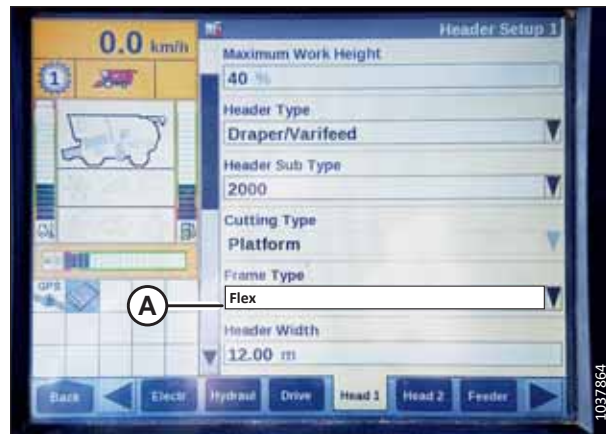 0.0 km/h
Header Setup 1
Maximum Work Height
40 %
1
Header Type
Draper/Varifeed
Header Sub Type
2000
Cutting Type
Platform
Frame Type
GPS
A
Flex
Header Width
12.00 m
Back
Electr
Hydraul
Drive
Head 1
Head 2
Feeder
1037864